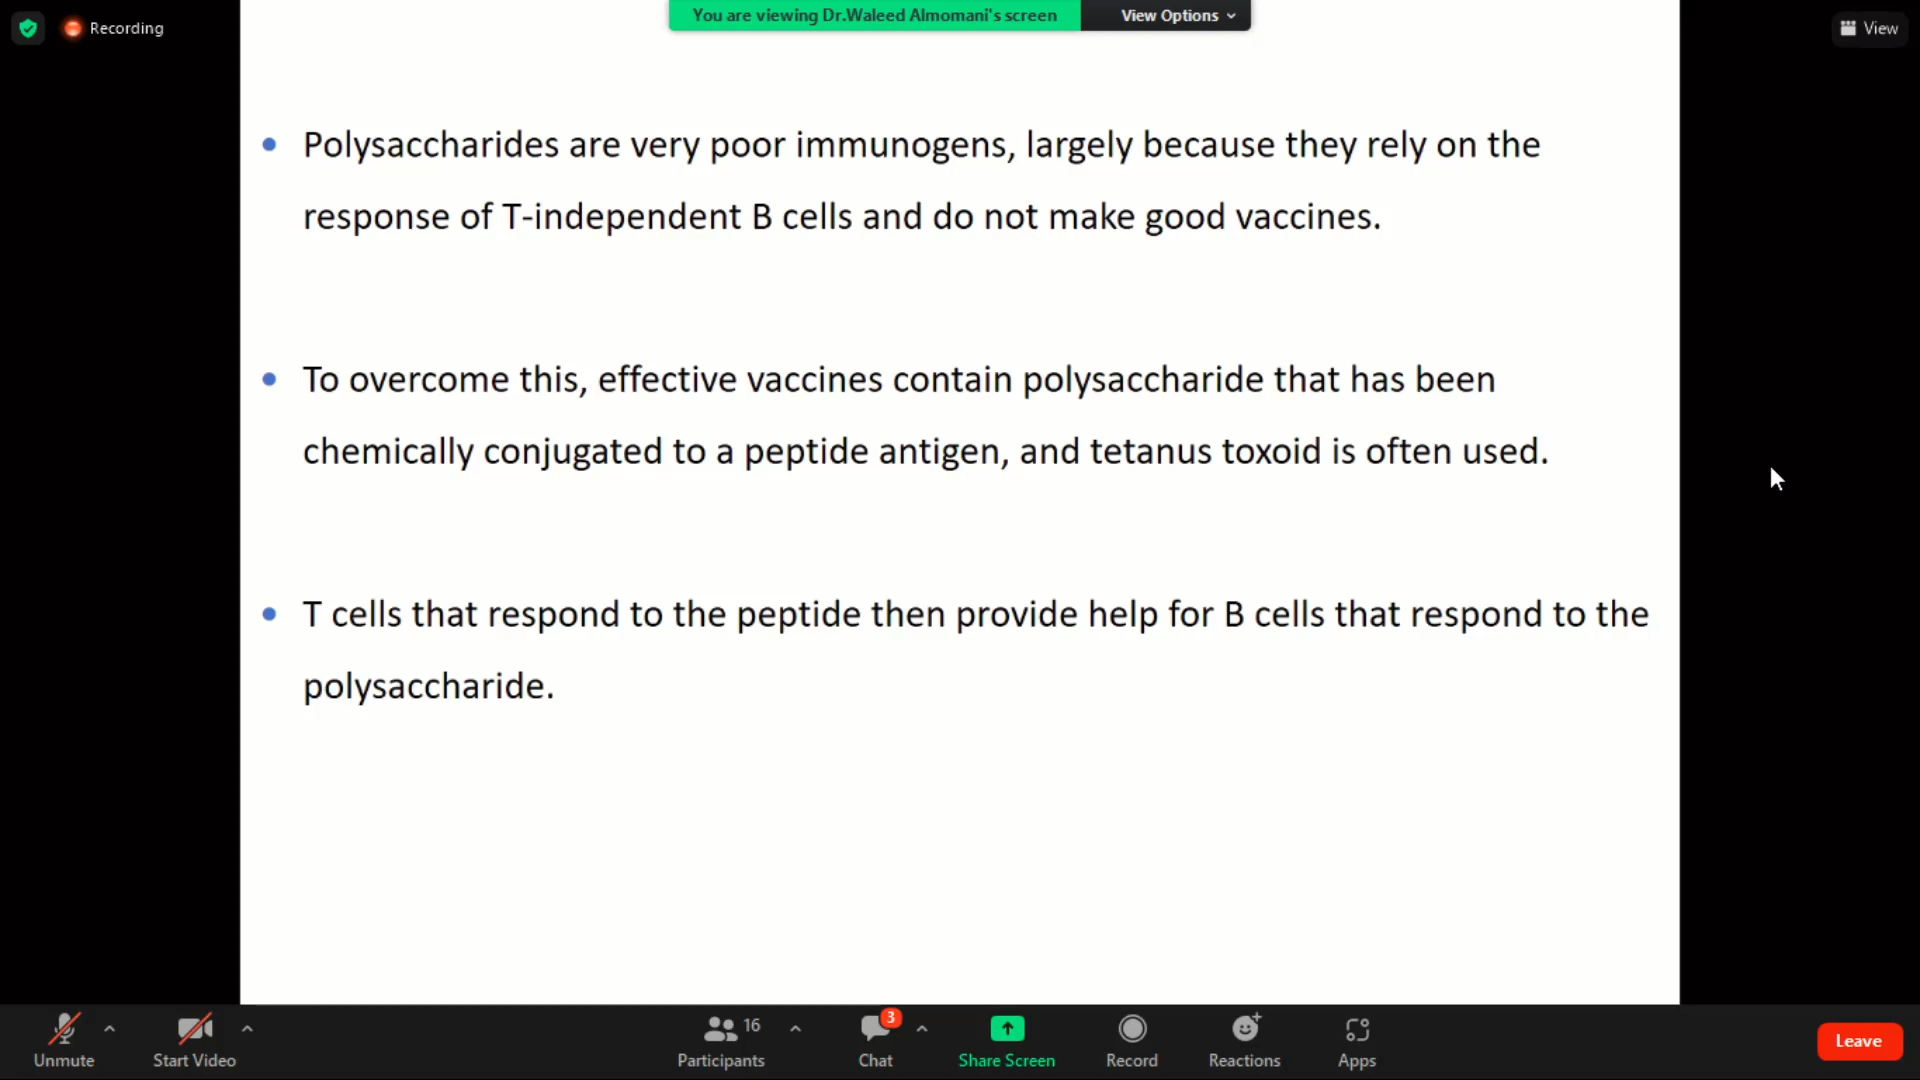 Recording
You are viewing Dr.Waleed Almomani's screen
View Options
View
• Polysaccharides are very poor immunogens, largely because they rely on the
response of T-independent B cells and do not make good vaccines.
• To overcome this, effective vaccines contain polysaccharide that has been
chemically conjugated to a peptide antigen, and tetanus toxoid is often used.
• T cells that respond to the peptide then provide help for B cells that respond to the
polysaccharide.
16
3
Unmute
Start Video
Participants
Chat
Share Screen
Record
Reactions
Apps
Leave